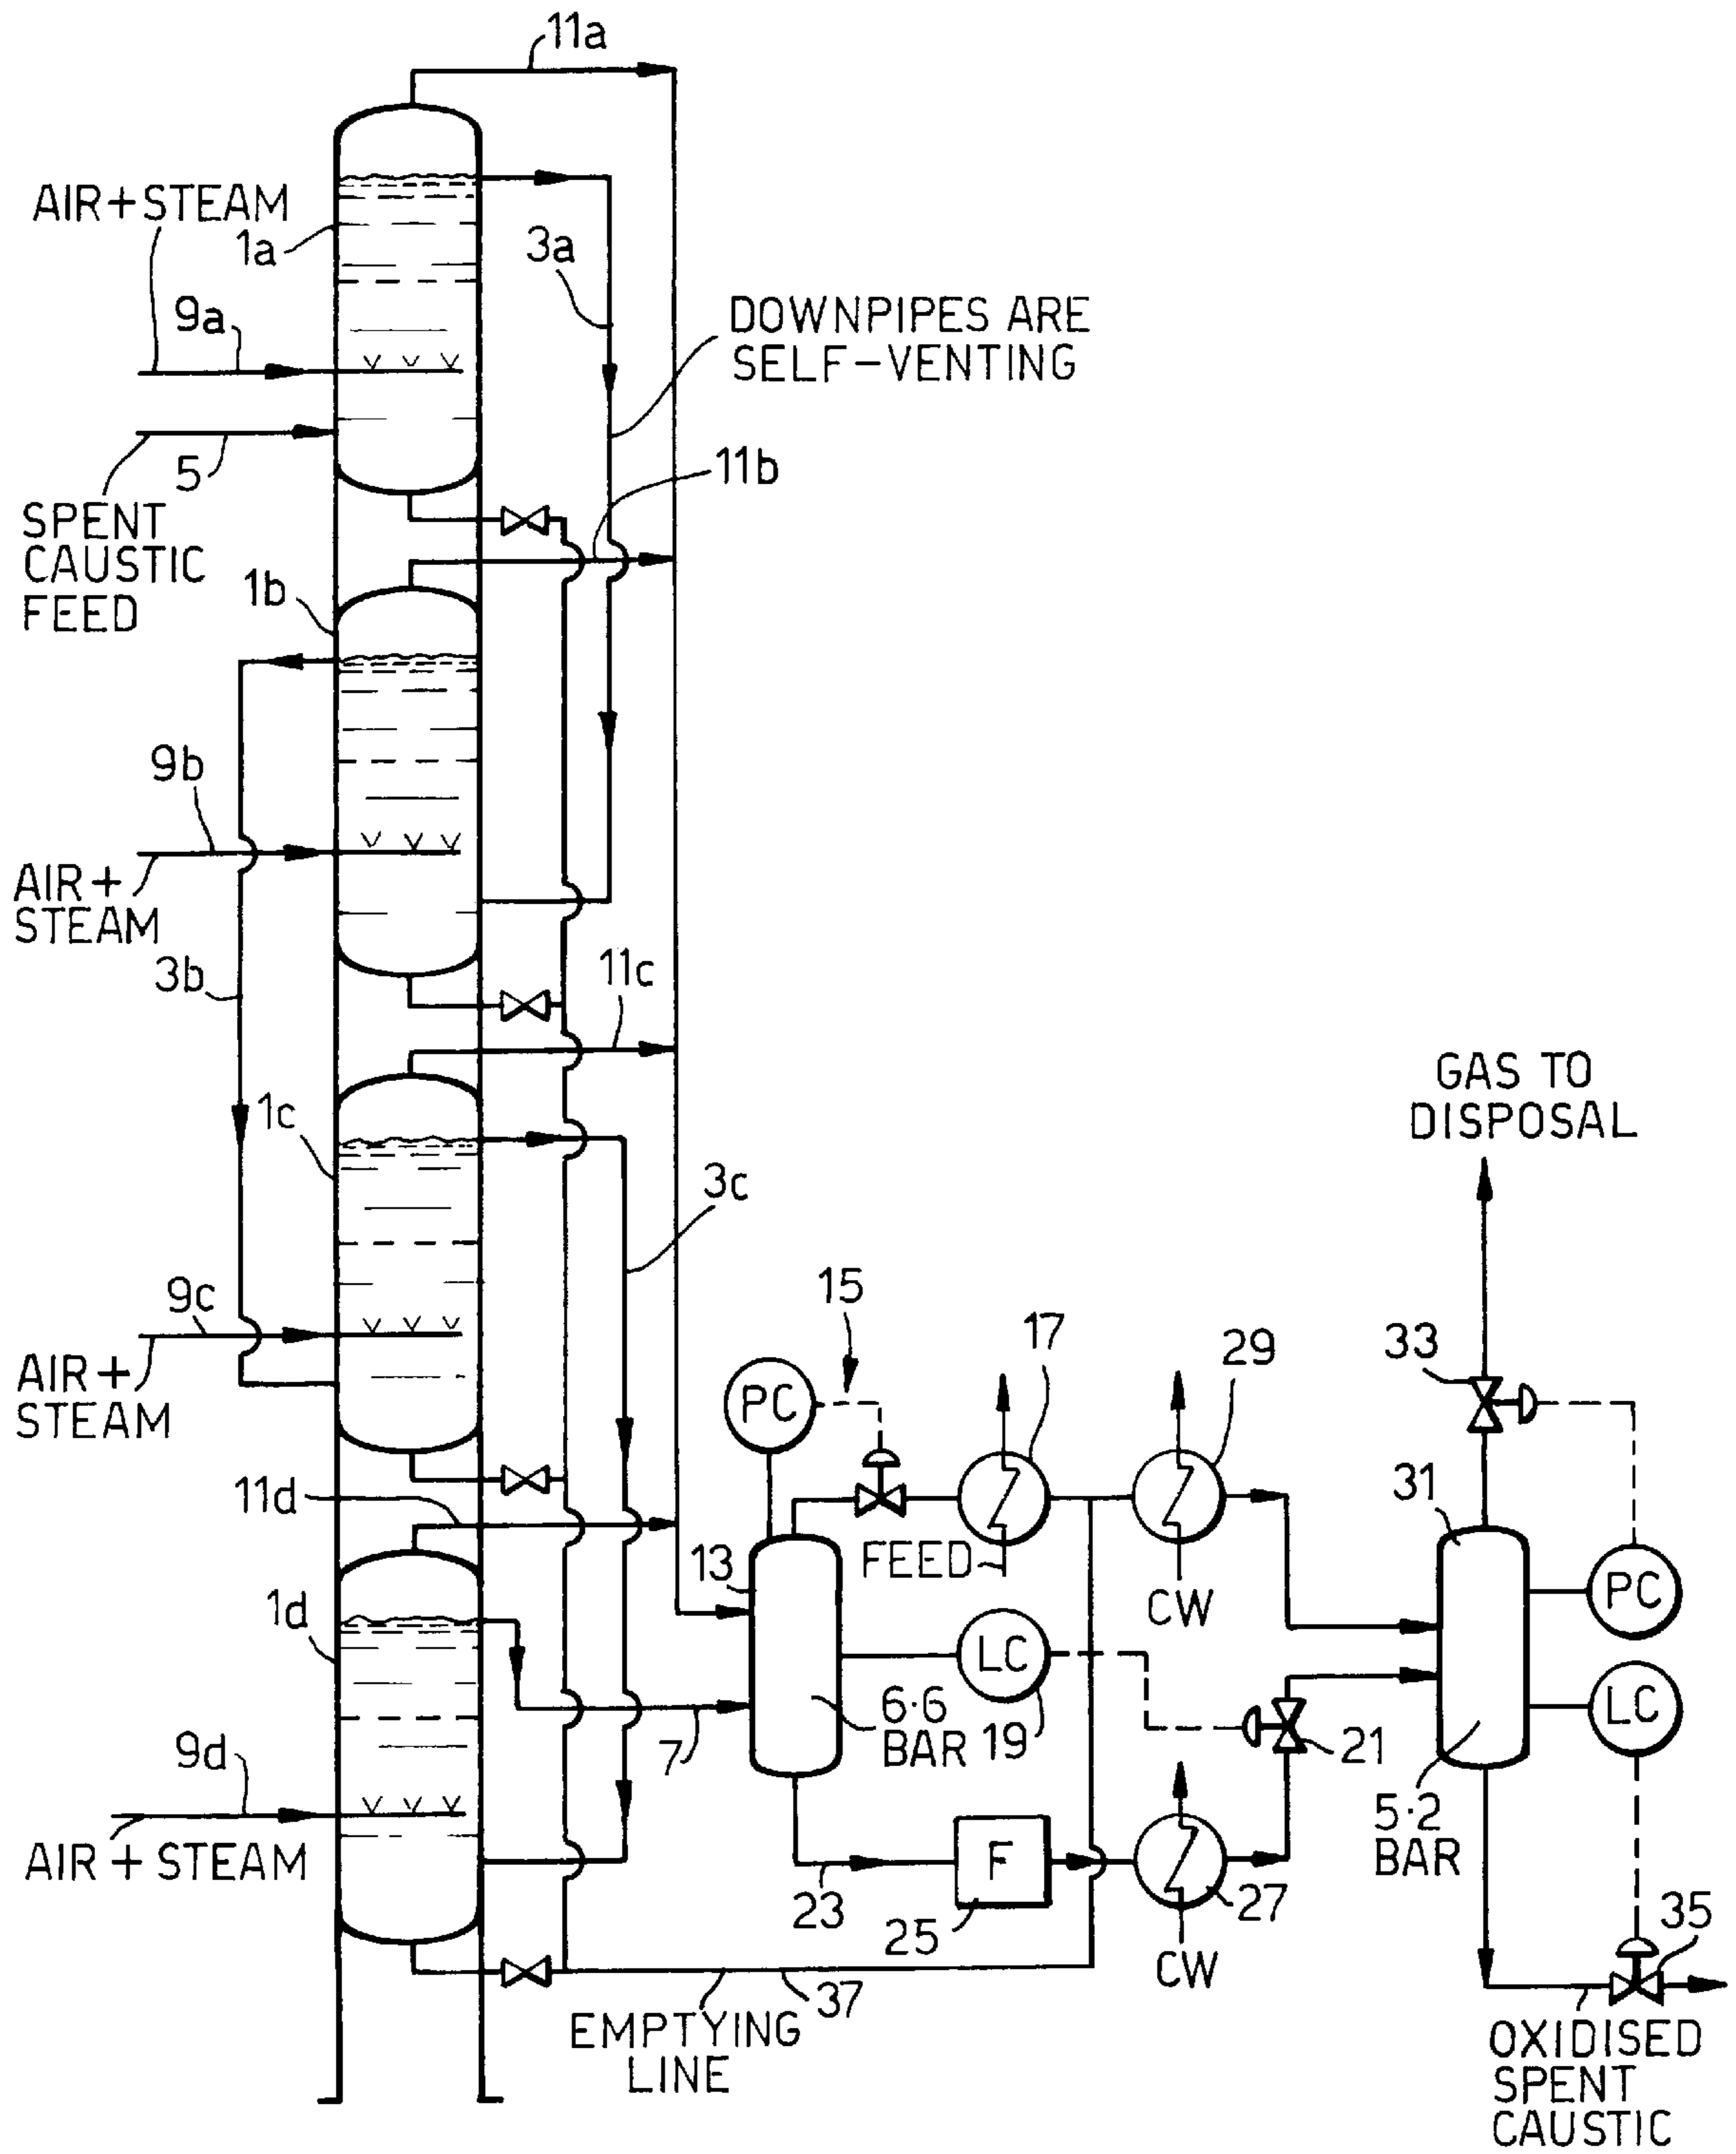 11a
AIR+STEAM
1a
3a
9a
DOWNPIPES ARE
SELF-VENTING
5
11b
SPENT
CAUSTIC
FEED
1b
9b
AIR+
STEAM
3b
11c
GAS TO
DISPOSAL
1c
3c
9c
AIR+
STEAM
15
17
29
33
PC
11d
31
13
FEED
CW
PC
1d
LC
LC
6·6
BAR
19
7
21
9d
5·2
BAR
AIR + STEAM
F
23
25
27
35
CW
37
EMPTYING
LINE
OXIDISED
SPENT
CAUSTIC